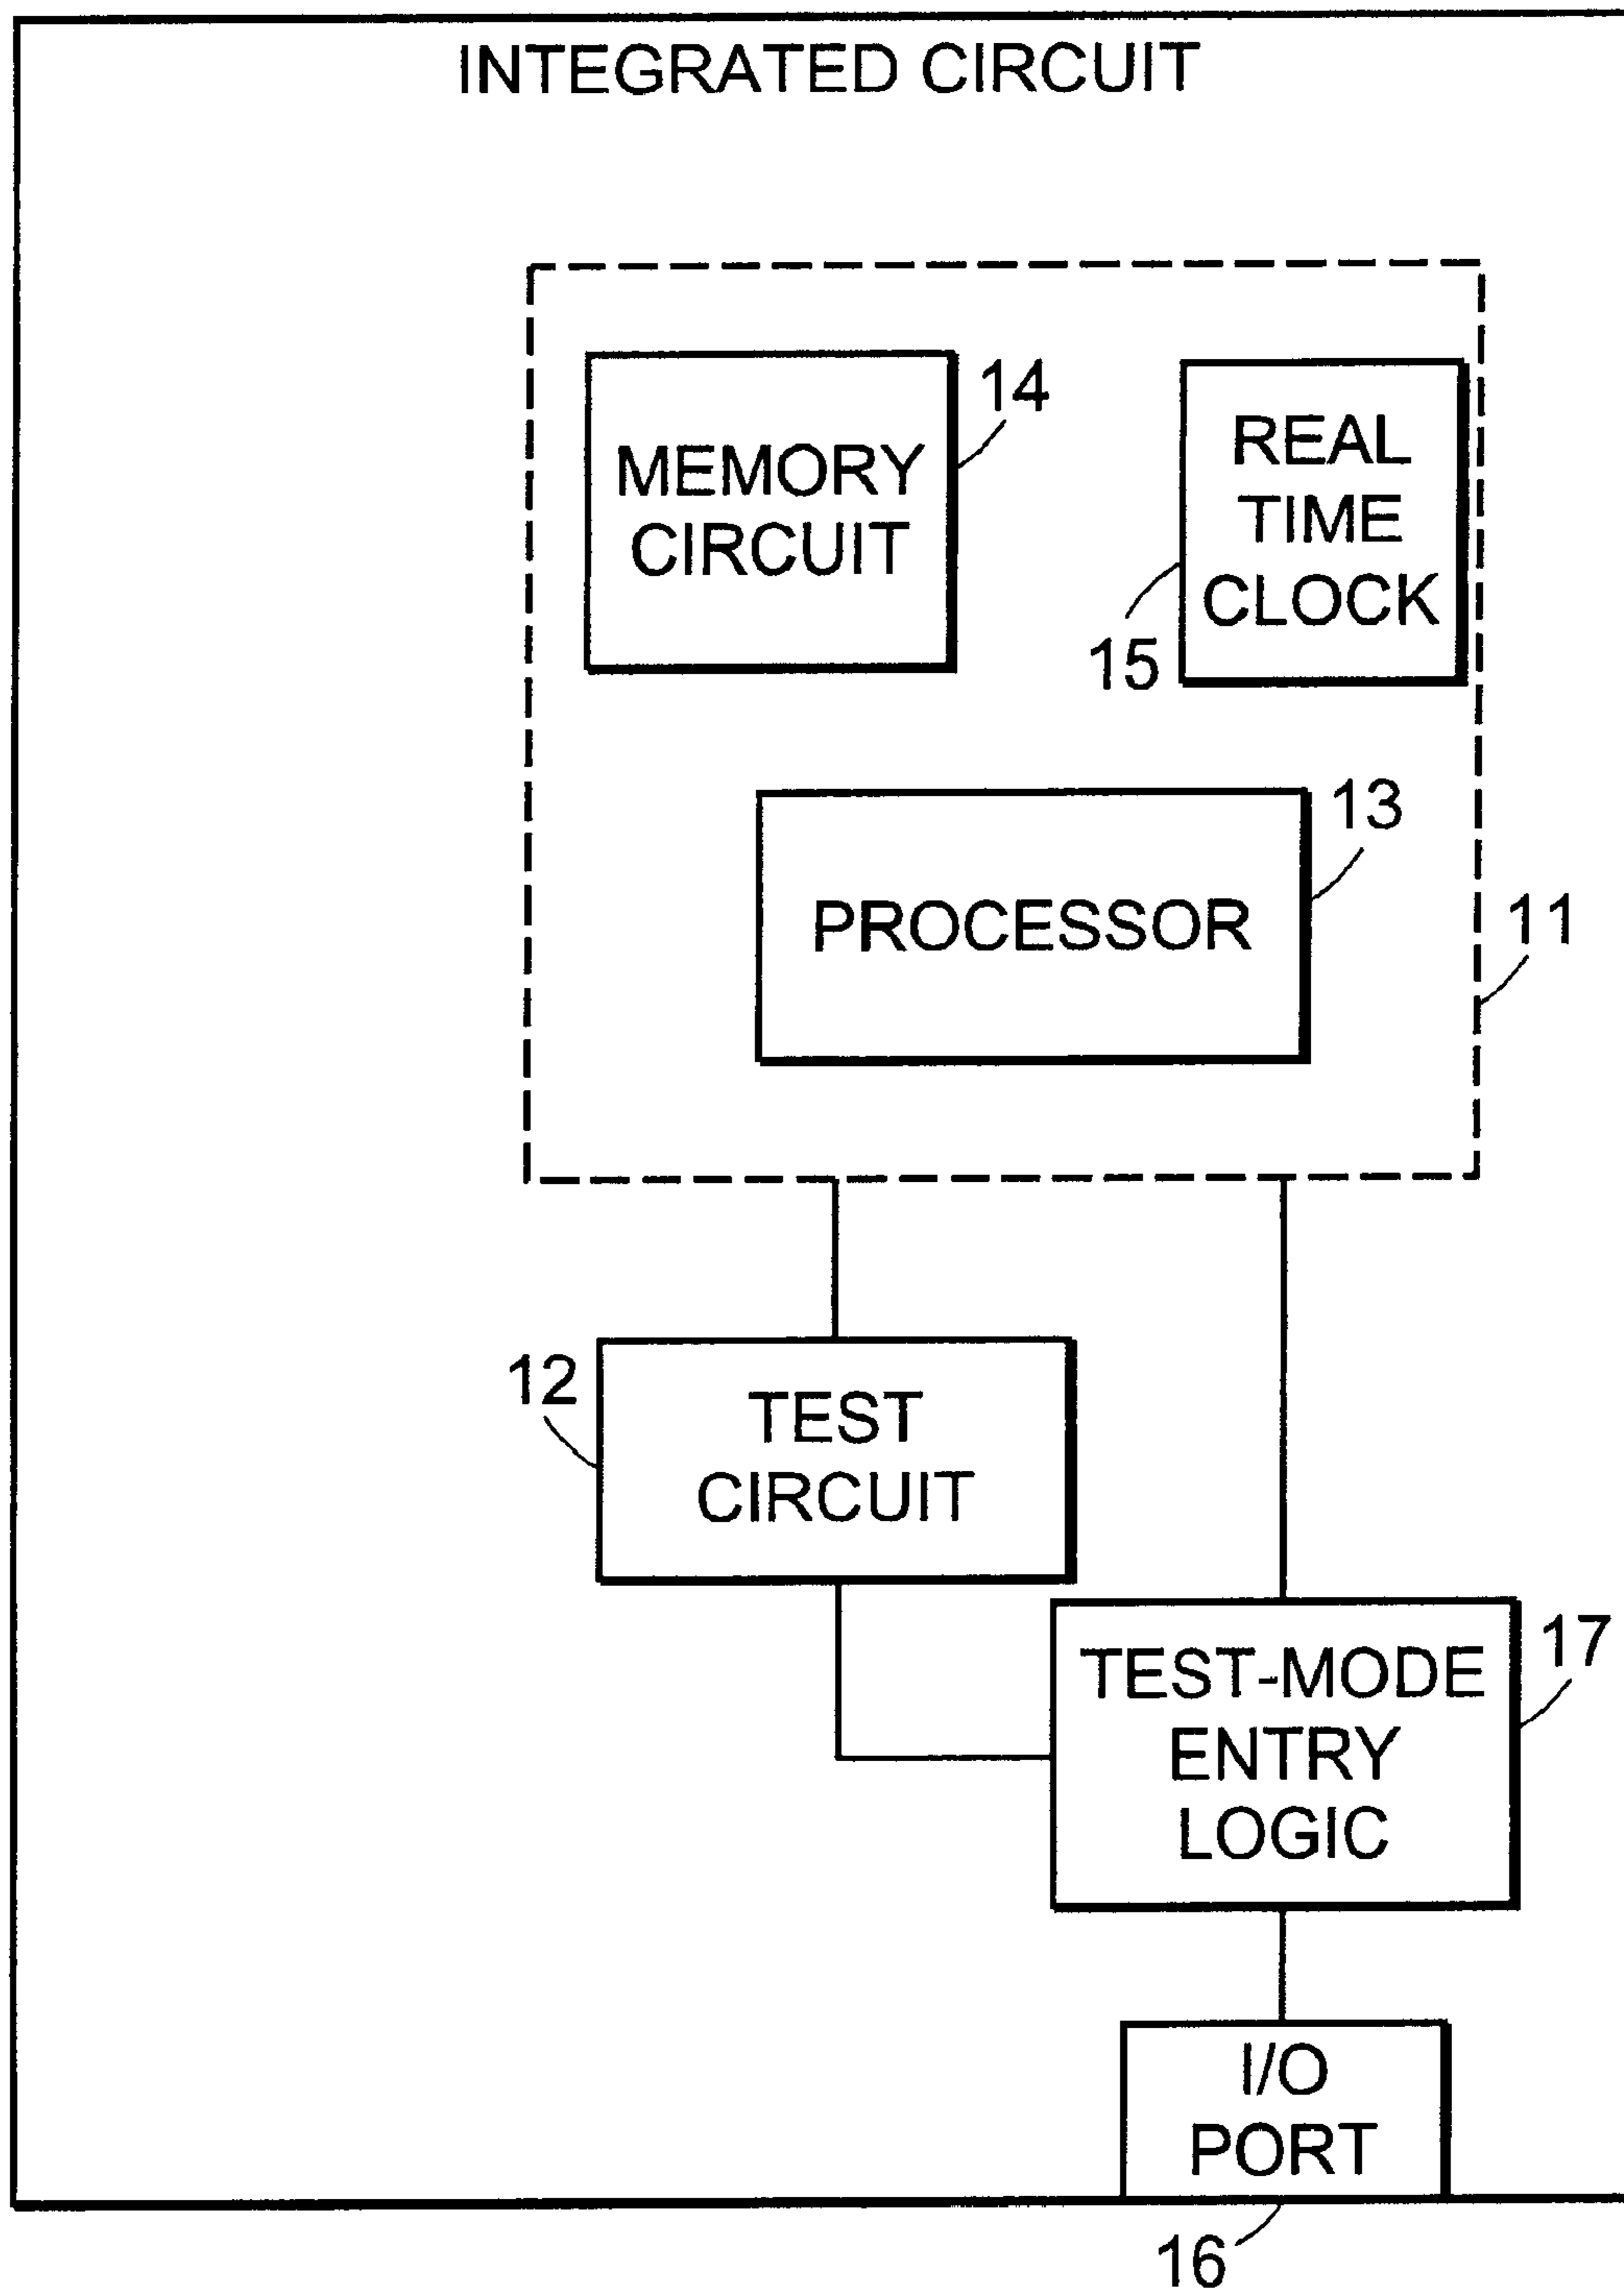 INTEGRATED CIRCUIT
MEMORY
CIRCUIT
14
REAL
TIME
CLOCK
15
PROCESSOR
13
11
12
TEST
CIRCUIT
TEST-MODE
ENTRY
LOGIC
17
I/O
PORT
16